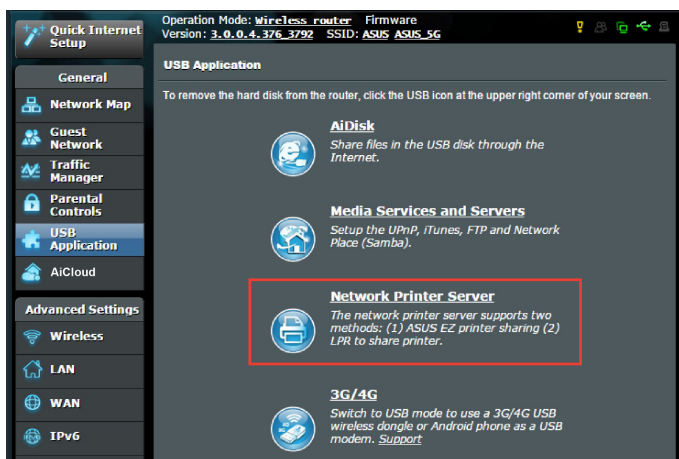 Quick Internet
Setup
Operation Mode: Wireless router Firmware
Version: 3.0.0.4.376_3792 SSID: ASUS ASUS_5G
General
Network Map
Guest
Network
Traffic
Manager
Parental
Controls
USB
Application
AiCloud
Advanced Settings
Wireless
LAN
WAN
IPv6
USB Application
To remove the hard disk from the router, click the USB icon at the upper right corner of your screen.
AiDisk
Share files in the USB disk through the
Internet.
Media Services and Servers
Setup the UPnP, iTunes, FTP and Network
Place (Samba).
Network Printer Server
The network printer server supports two
methods: (1) ASUS EZ printer sharing (2)
LPR to share printer.
3G/4G
Switch to USB mode to use a 3G/4G USB
wireless dongle or Android phone as a USB
modem. Support